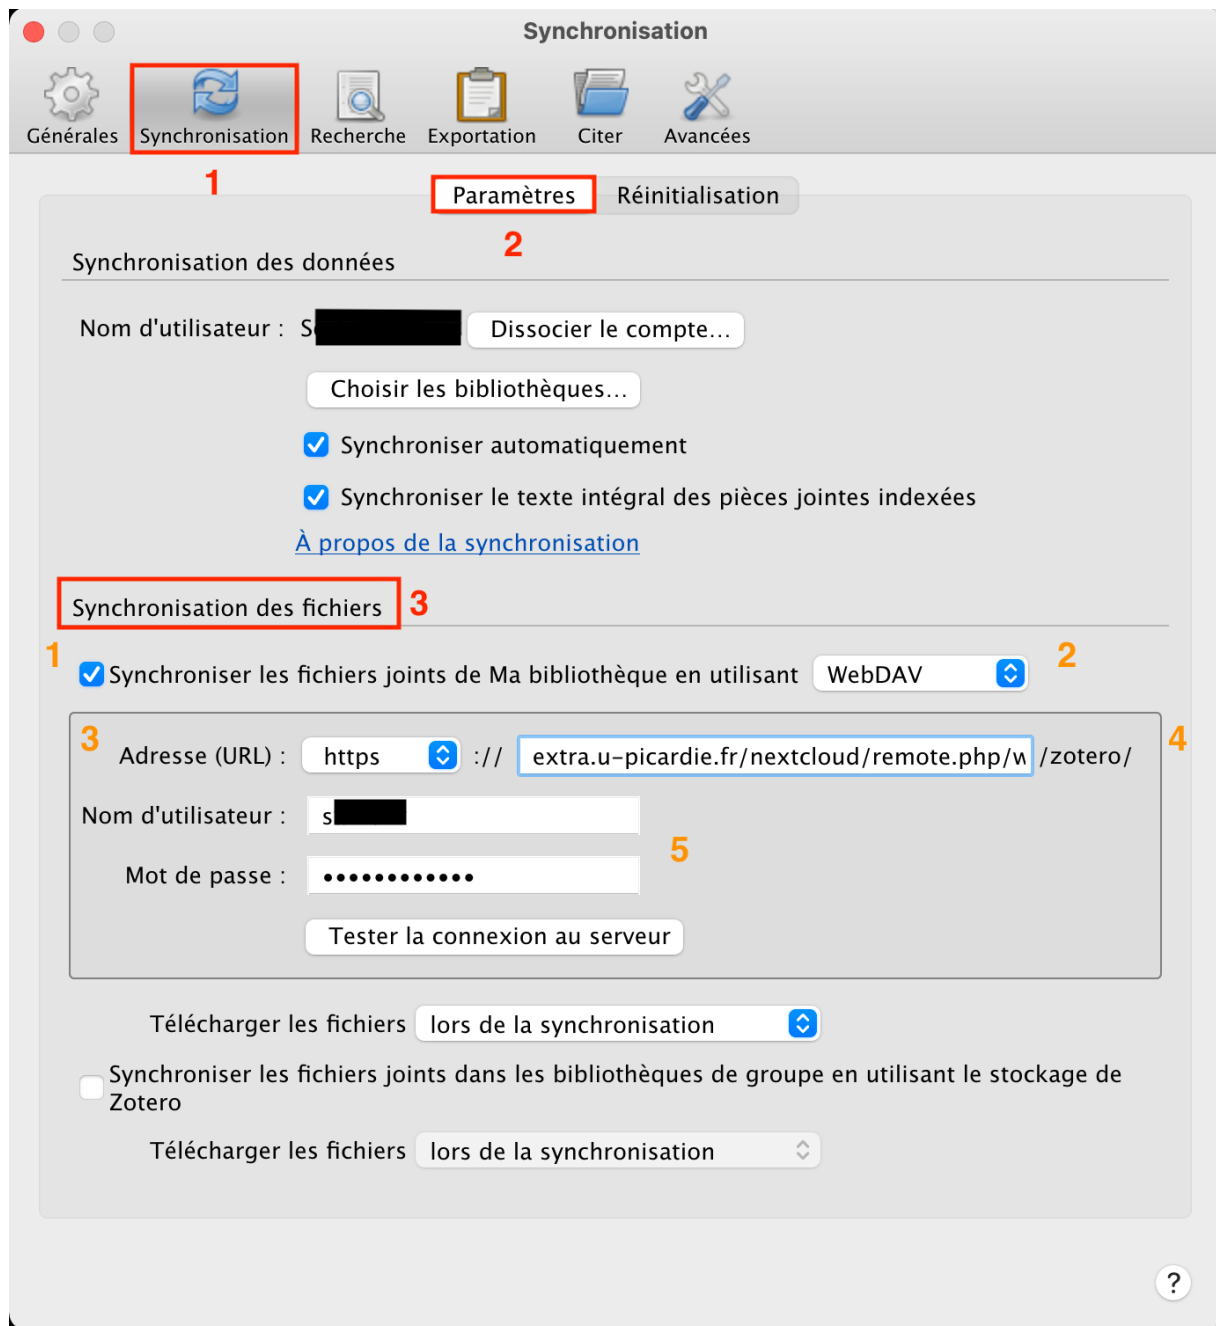 Synchronisation
Générales Synchronisation Recherche Exportation Citer Avancées
1
Paramètres Réinitialisation
2
Synchronisation des données
Nom d'utilisateur : S Dissocier le compte...
Choisir les bibliothèques...
Synchroniser automatiquement
Synchroniser le texte intégral des pièces jointes indexées
À propos de la synchronisation
Synchronisation des fichiers 3
1 2
Synchroniser les fichiers joints de Ma bibliothèque en utilisant WebDAV
3 4
Adresse (URL) : https :// extra.u-picardie.fr/nextcloud/remote.php/w /zotero/
Nom d'utilisateur : s
5
Mot de passe : ••••••••••••
Tester la connexion au serveur
Télécharger les fichiers lors de la synchronisation
Synchroniser les fichiers joints dans les bibliothèques de groupe en utilisant le stockage de
Zotero
Télécharger les fichiers lors de la synchronisation
?